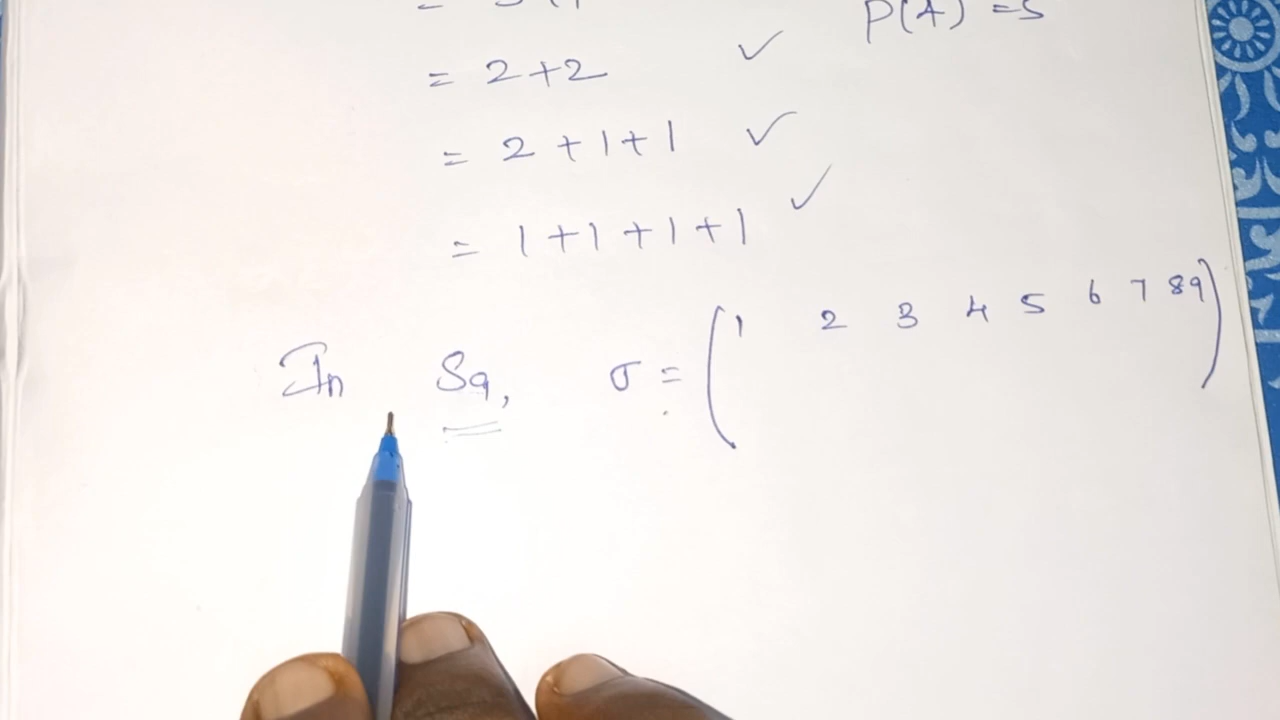 P(4) = 5
= 2+2 ✓
= 2+1+1 ✓
= 1+1+1+1 ✓
In S9, σ = ( 1 2 3 4 5 6 7 8 9 )